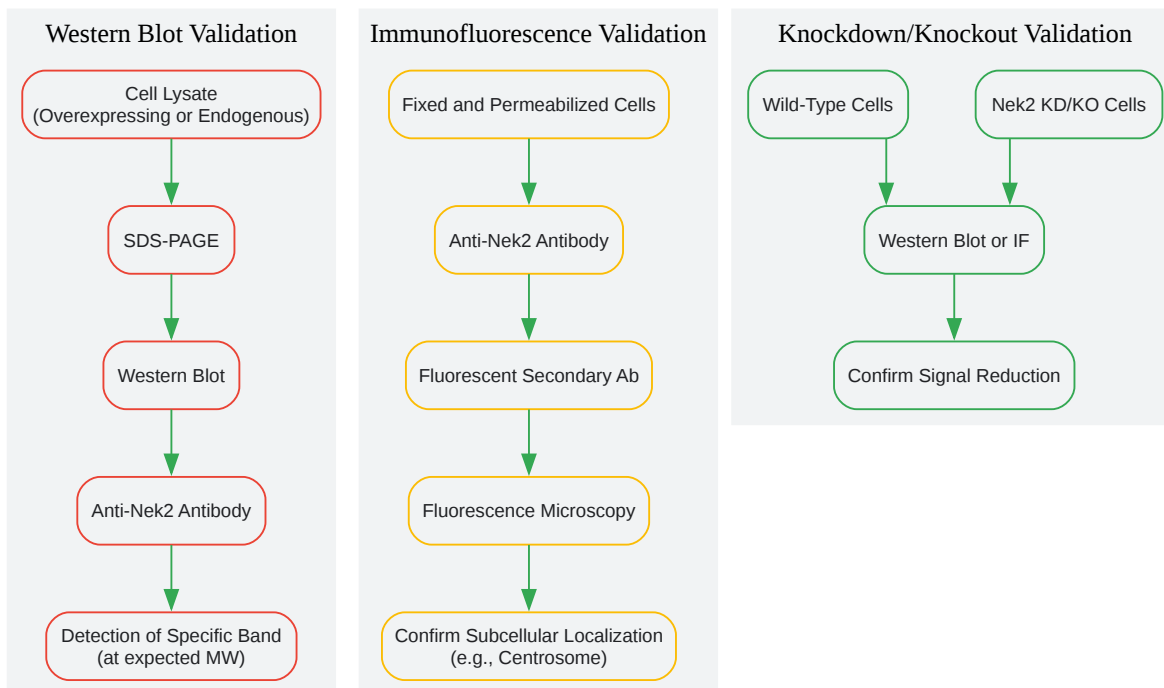 Western Blot Validation
Cell Lysate
(Overexpressing or Endogenous)
SDS-PAGE
Western Blot
Anti-Nek2 Antibody
Detection of Specific Band
(at expected MW)
Immunofluorescence Validation
Fixed and Permeabilized Cells
Anti-Nek2 Antibody
Fluorescent Secondary Ab
Fluorescence Microscopy
Confirm Subcellular Localization
(e.g., Centrosome)
Knockdown/Knockout Validation
Wild-Type Cells
Nek2 KD/KO Cells
Western Blot or IF
Confirm Signal Reduction